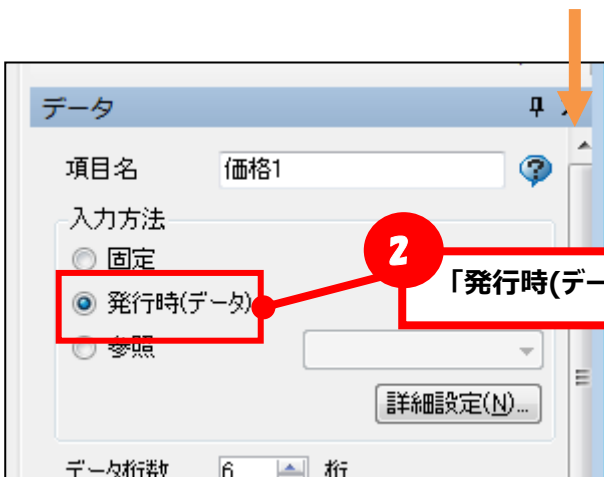 データ
項目名 価格1
入力方法
固定
2
発行時(データ)
「発行時(デー
参照
詳細設定(N)...
データ桁数 6 桁